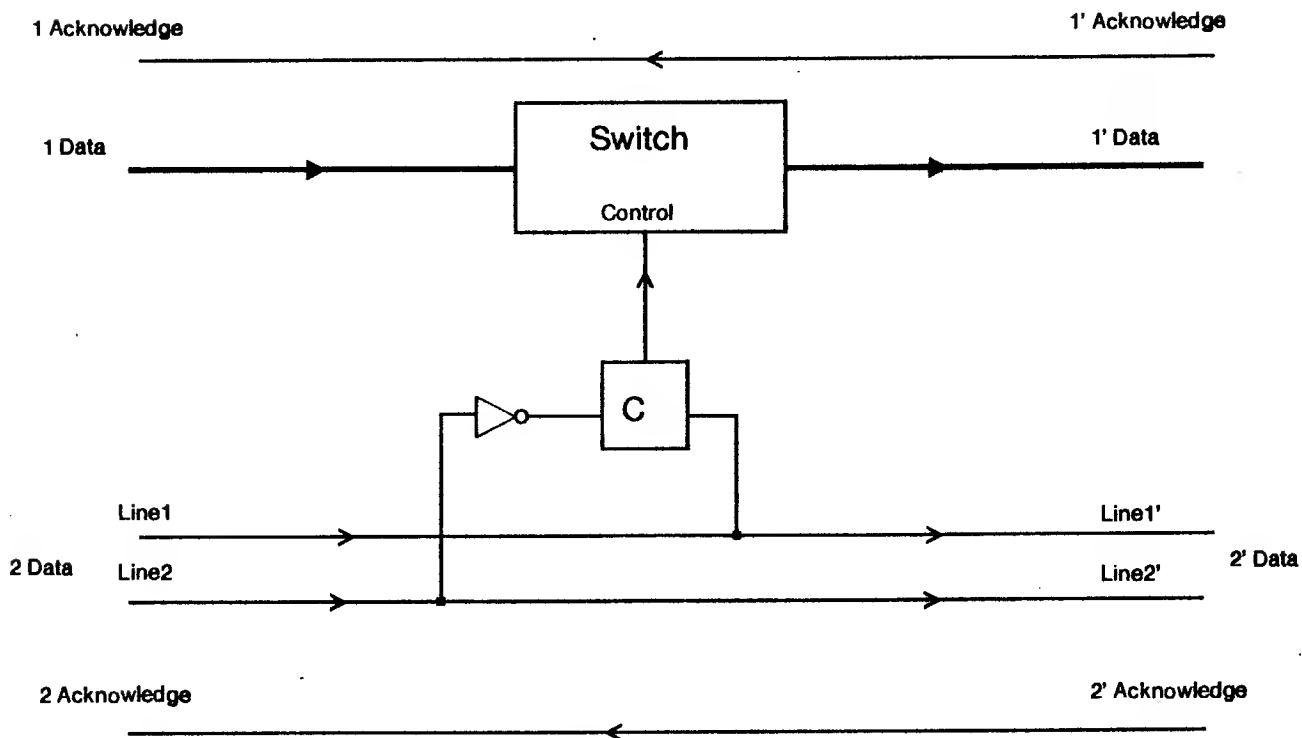 1 Acknowledge
1' Acknowledge
Switch
1 Data
1' Data
Control
C
Line1
Line1'
2 Data
2' Data
Line2
Line2'
2 Acknowledge
2' Acknowledge